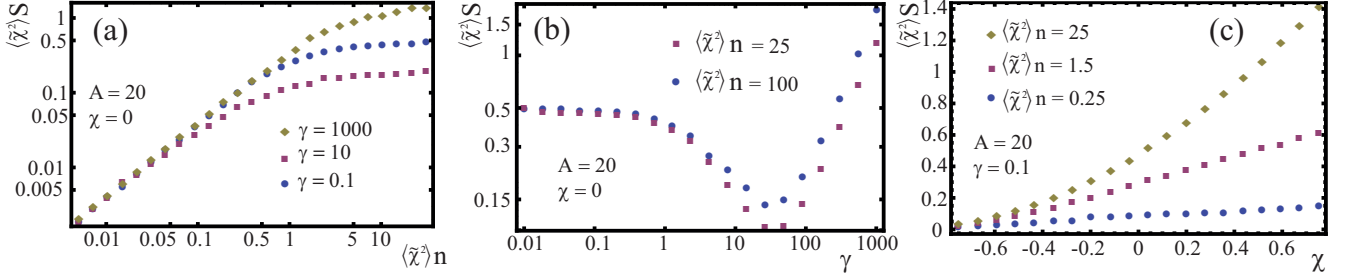 (a)
⟨χ̃²⟩S
1
0.5
0.1
0.05
0.01
0.005
A = 20
χ = 0
γ = 1000
γ = 10
γ = 0.1
0.01 0.05 0.1 0.5 1 5 10
⟨χ̃²⟩n
(b)
⟨χ̃²⟩S
1.5
0.5
0.3
0.15
⟨χ̃²⟩n = 25
⟨χ̃²⟩n = 100
A = 20
χ = 0
0.01 0.1 1 10 100 1000
γ
(c)
⟨χ̃²⟩S
1.4
1.2
1
0.8
0.6
0.4
0.2
0
⟨χ̃²⟩n = 25
⟨χ̃²⟩n = 1.5
⟨χ̃²⟩n = 0.25
A = 20
γ = 0.1
-0.6 -0.4 -0.2 0 0.2 0.4 0.6
χ